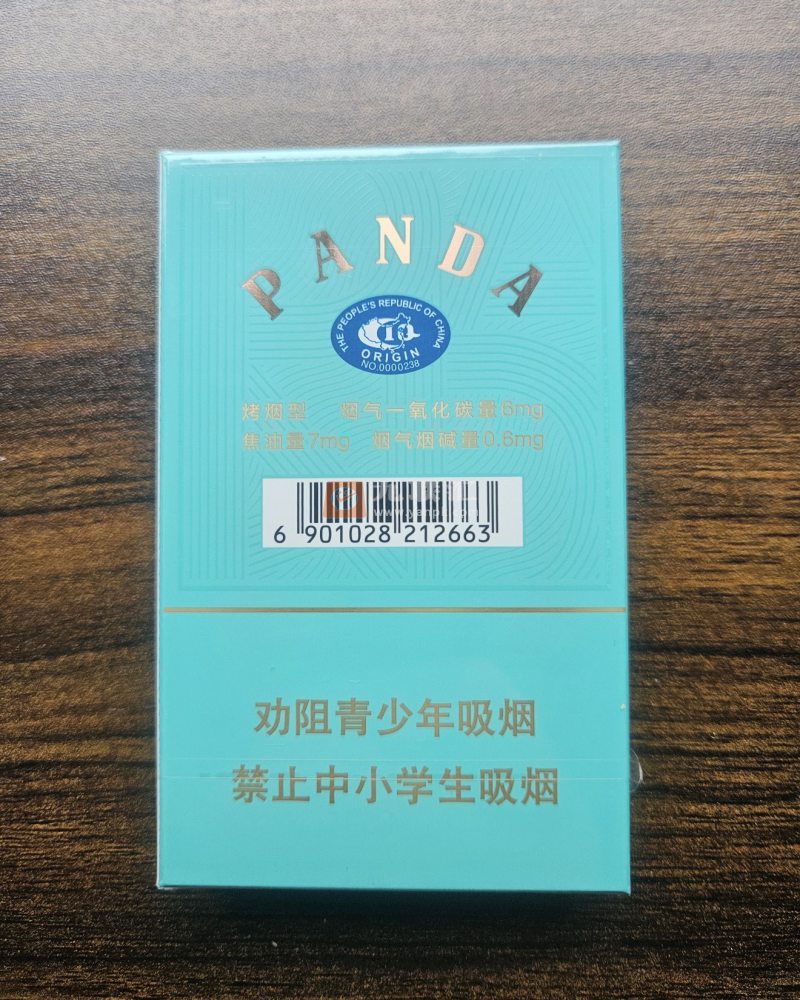 PANDA
THE PEOPLE'S REPUBLIC OF CHINA
ORIGIN
NO.0000238
烤烟型 烟气一氧化碳量6mg
焦油量7mg 烟气烟碱量0.6mg
6 901028 212663
劝阻青少年吸烟
禁止中小学生吸烟